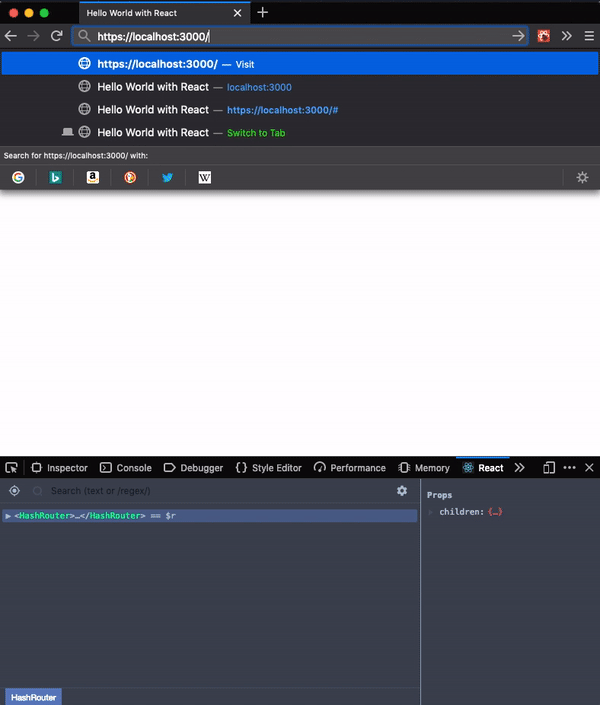 Hello World with React
https://localhost:3000/
https://localhost:3000/ — Visit
Hello World with React — localhost:3000
Hello World with React — https://localhost:3000/#
Hello World with React — Switch to Tab
Search for https://localhost:3000/ with:
G b a W
Inspector Console Debugger {} Style Editor Performance Memory React
Search (text or /regex/)
Props
▶ <HashRouter>…</HashRouter> == $r
children: {…}
HashRouter